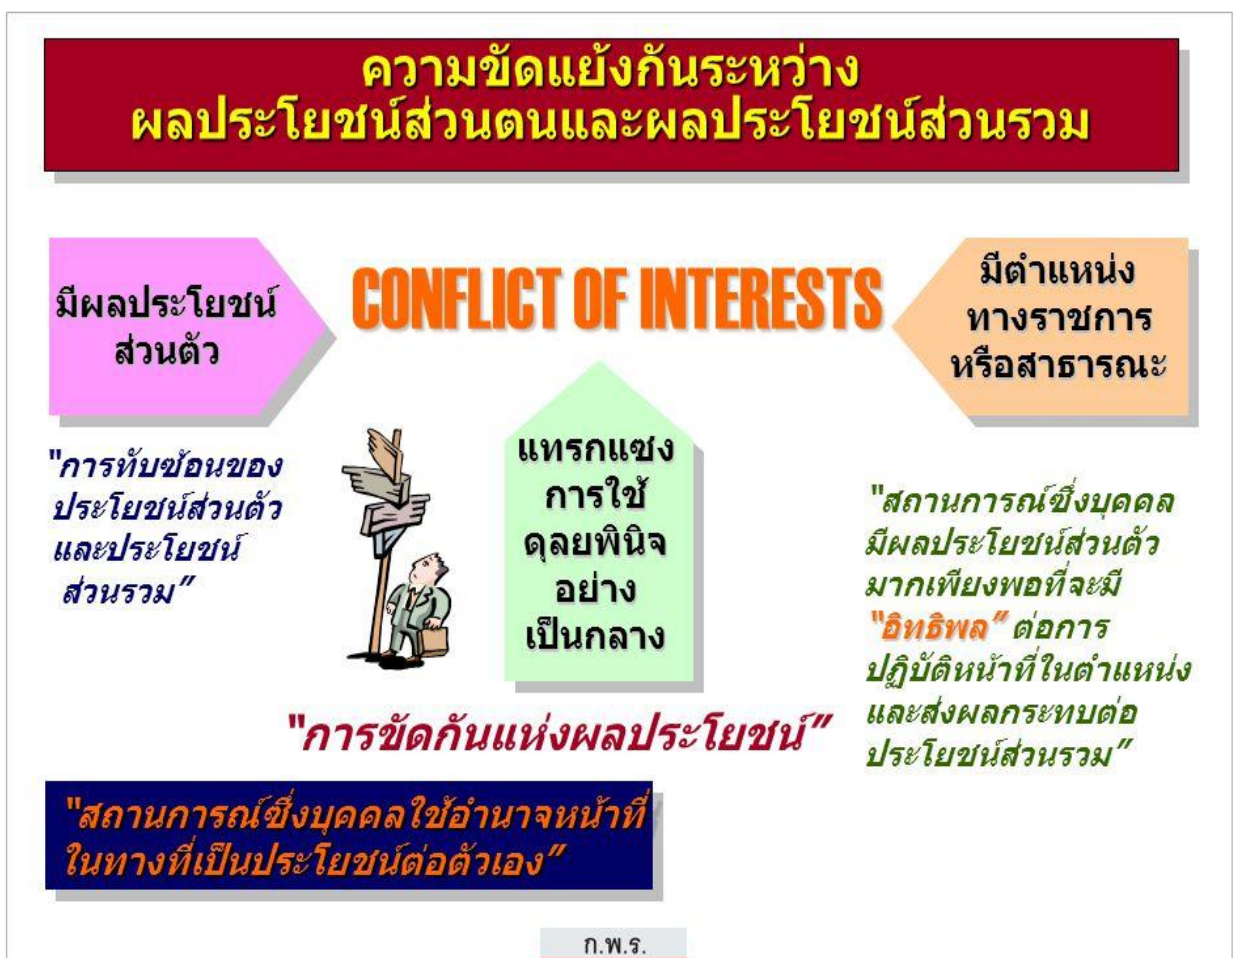 ความขัดแย้งกันระหว่าง
ผลประโยชน์ส่วนตนและผลประโยชน์ส่วนรวม
มีผลประโยชน์
ส่วนตัว
CONFLICT OF INTERESTS
มีตำแหน่ง
ทางราชการ
หรือสาธารณะ
"การทับซ้อนของ
ประโยชน์ส่วนตัว
และประโยชน์
ส่วนรวม"
แทรกแซง
การใช้
ดุลยพินิจ
อย่าง
เป็นกลาง
"สถานการณ์ซึ่งบุคคล
มีผลประโยชน์ส่วนตัว
มากเพียงพอที่จะมี
"อิทธิพล" ต่อการ
ปฏิบัติหน้าที่ในตำแหน่ง
และส่งผลกระทบต่อ
ประโยชน์ส่วนรวม"
"การขัดกันแห่งผลประโยชน์"
"สถานการณ์ซึ่งบุคคลใช้อำนาจหน้าที่
ในทางที่เป็นประโยชน์ต่อตัวเอง"
ก.พ.ร.